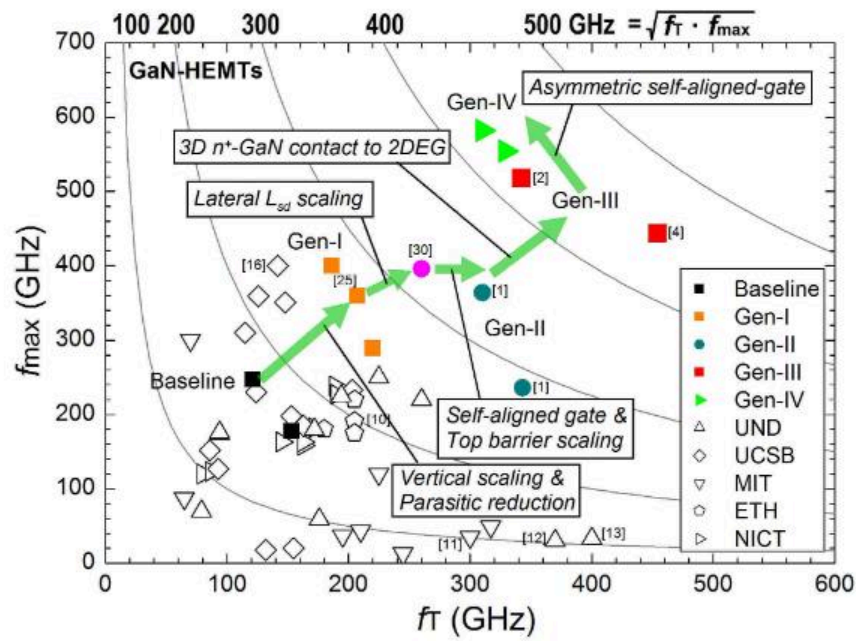 100 200 300 400 500 GHz = √fT · fmax
700
600
500
400
300
200
100
0
fmax (GHz)
GaN-HEMTs
Gen-IV
Asymmetric self-aligned-gate
3D n⁺-GaN contact to 2DEG
[2]
Lateral Lsd scaling
Gen-III
Gen-I
[4]
[16]
[30]
[25]
[1]
Gen-II
Baseline
[1]
[10]
Self-aligned gate &
Top barrier scaling
Vertical scaling &
Parasitic reduction
[11]
[12]
[13]
Baseline
Gen-I
Gen-II
Gen-III
Gen-IV
UND
UCSB
MIT
ETH
NICT
0 100 200 300 400 500 600
fT (GHz)